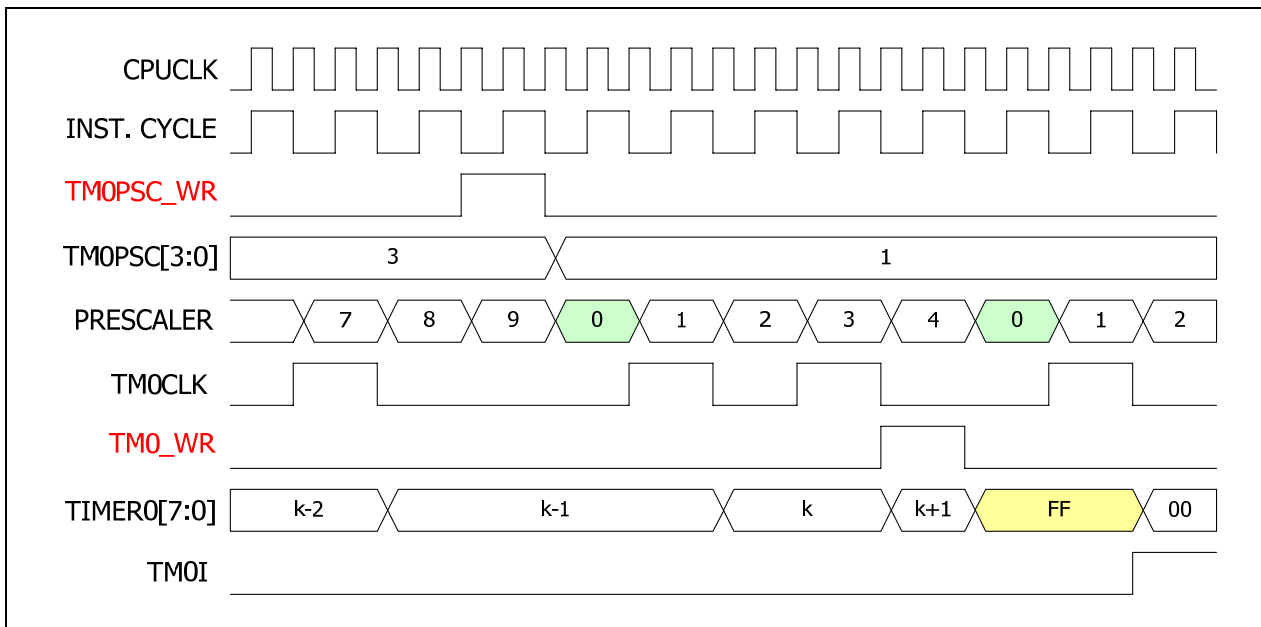 CPUCLK
INST. CYCLE
TM0PSC_WR
TM0PSC[3:0] 3 1
PRESCALER 7 8 9 0 1 2 3 4 0 1 2
TM0CLK
TM0_WR
TIMER0[7:0] k-2 k-1 k k+1 FF 00
TM0I